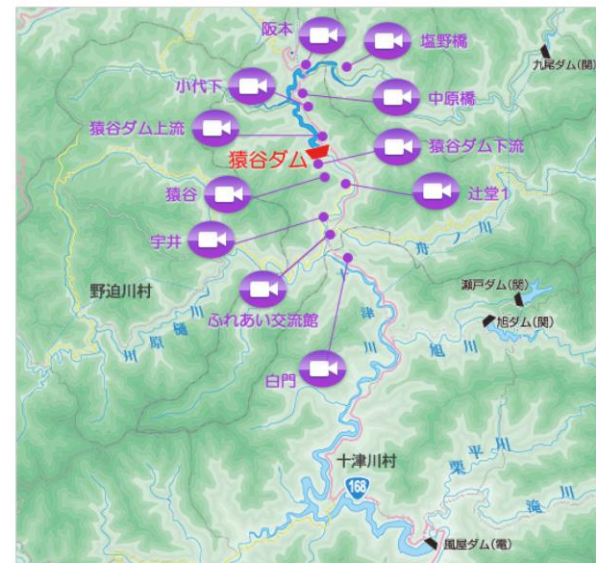 阪本
塩野橋
九尾ダム(関)
小代下
中原橋
猿谷ダム上流
猿谷ダム下流
猿谷ダム
猿谷
辻堂1
宇井
舟ノ川
野迫川村
瀬戸ダム(関)
ふれあい交流館
旭ダム(関)
川原樋川
十津川
旭川
白門
十津川村
栗平川
168
滝川
風屋ダム(電)